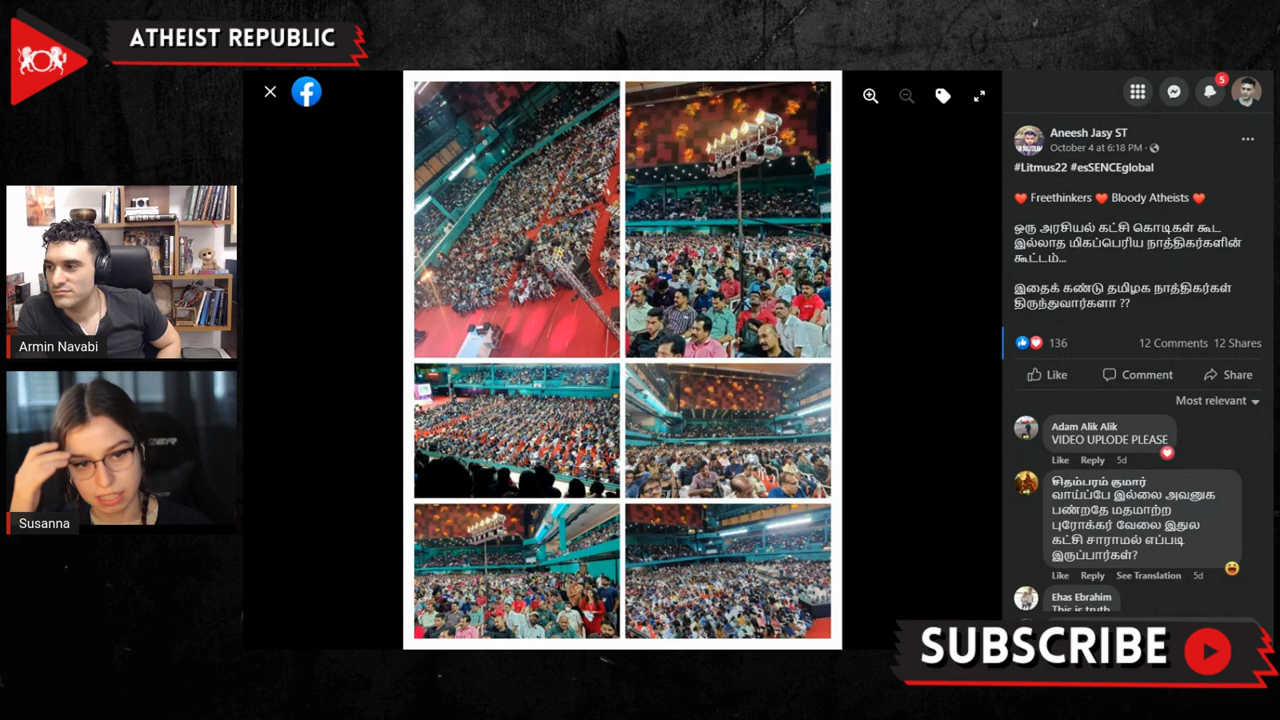 ATHEIST REPUBLIC
Armin Navabi
Susanna
5
Aneesh Jasy ST
October 4 at 6:18 PM ·
#Litmus22 #esSENCEglobal
❤️ Freethinkers ❤️ Bloody Atheists ❤️
ஒரு அரசியல் கட்சி கொடிகள் கூட
இல்லாத மிகப்பெரிய நாத்திகர்களின்
கூட்டம்...
இதைக் கண்டு தமிழக நாத்திகர்கள்
திருந்துவார்களா ??
136 12 Comments 12 Shares
Like Comment Share
Most relevant
Adam Alik Alik
VIDEO UPLODE PLEASE
Like Reply 5d
சிதம்பரம் குமார்
வாய்ப்பே இல்லை அவனுக
பண்றதே மதமாற்ற
புரோக்கர் வேலை இதுல
கட்சி சாராமல் எப்படி
இருப்பார்கள்?
Like Reply See Translation 5d
Ehas Ebrahim
This is truth
SUBSCRIBE